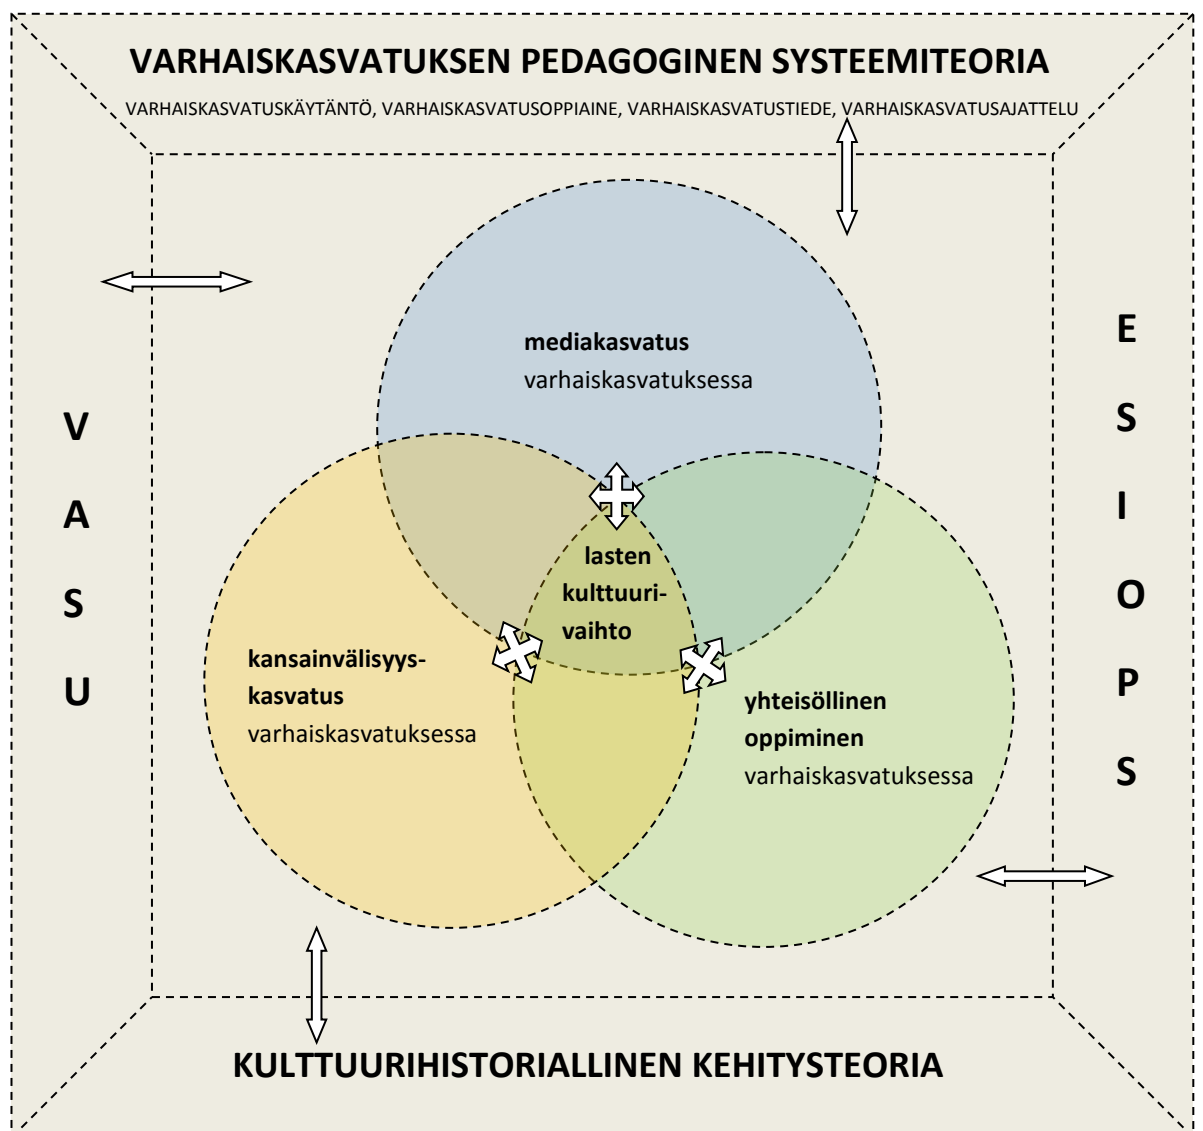 VARHAISKASVATUKSEN PEDAGOGINEN SYSTEEMITEORIA
VARHAISKASVATUSKÄYTÄNTÖ, VARHAISKASVATUSOPPIAINE, VARHAISKASVATUSTIEDE, VARHAISKASVATUSAJATTELU
V
A
S
U
mediakasvatus
varhaiskasvatuksessa
lasten
kulttuuri-
vaihto
kansainvälisyys-
kasvatus
varhaiskasvatuksessa
yhteisöllinen
oppiminen
varhaiskasvatuksessa
E
S
I
O
P
S
KULTTUURIHISTORIALLINEN KEHITYSTEORIA